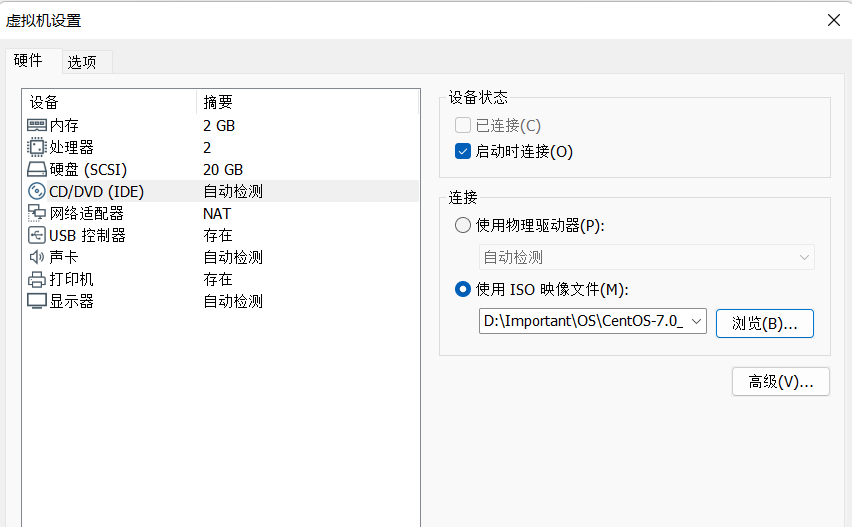 虚拟机设置
硬件 选项
设备 摘要
内存 2 GB
处理器 2
硬盘 (SCSI) 20 GB
CD/DVD (IDE) 自动检测
网络适配器 NAT
USB 控制器 存在
声卡 自动检测
打印机 存在
显示器 自动检测
设备状态
已连接(C)
启动时连接(O)
连接
使用物理驱动器(P):
自动检测
使用 ISO 映像文件(M):
D:\Important\OS\CentOS-7.0_ 浏览(B)...
高级(V)...